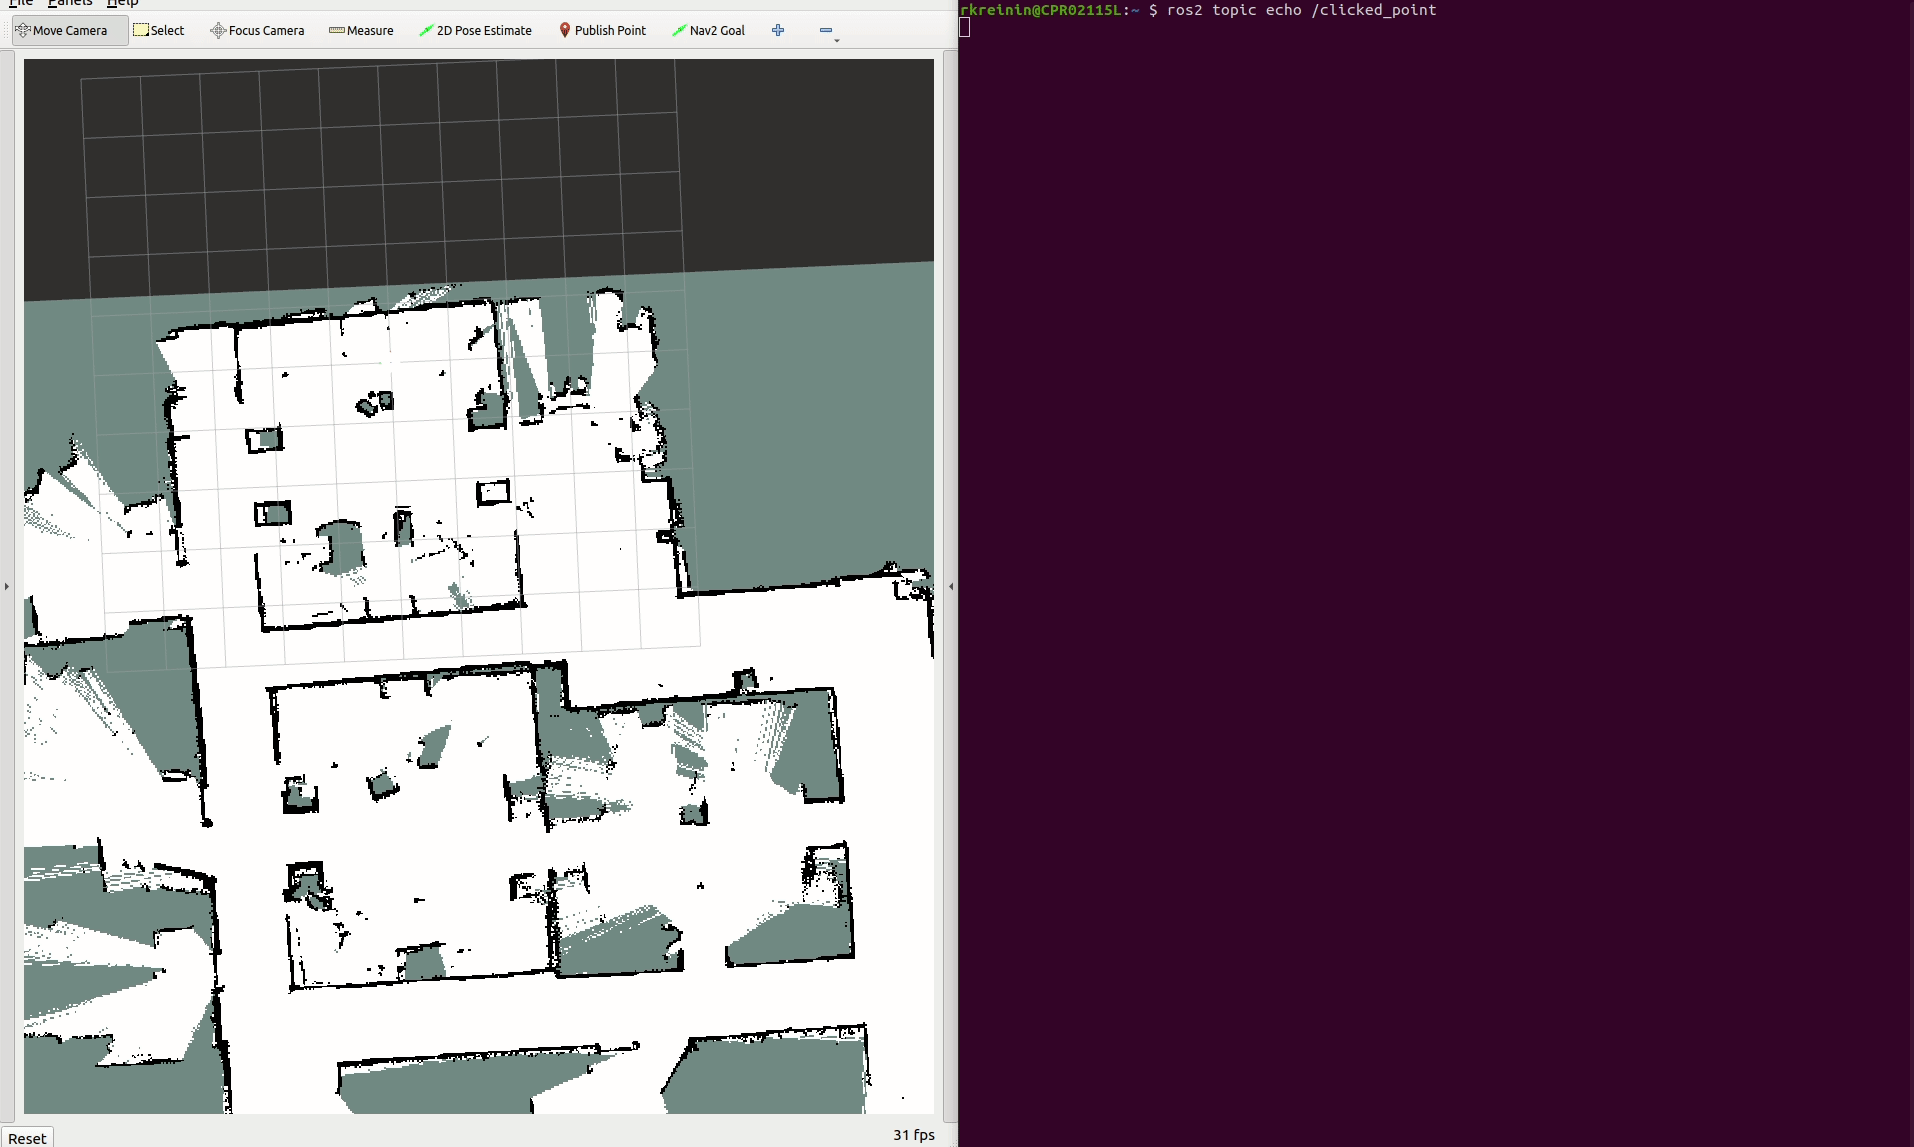 File Panels Help
Move Camera Select Focus Camera Measure 2D Pose Estimate Publish Point Nav2 Goal
rkreinin@CPR02115L:~ $ ros2 topic echo /clicked_point
Reset
31 fps